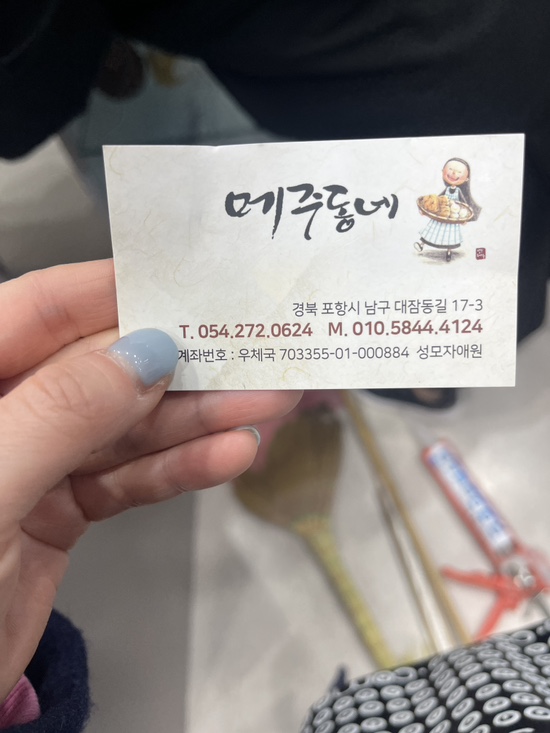 메주동네
경북 포항시 남구 대잠동길 17-3
T. 054.272.0624 M. 010.5844.4124
계좌번호 : 우체국 703355-01-000884 성모자애원